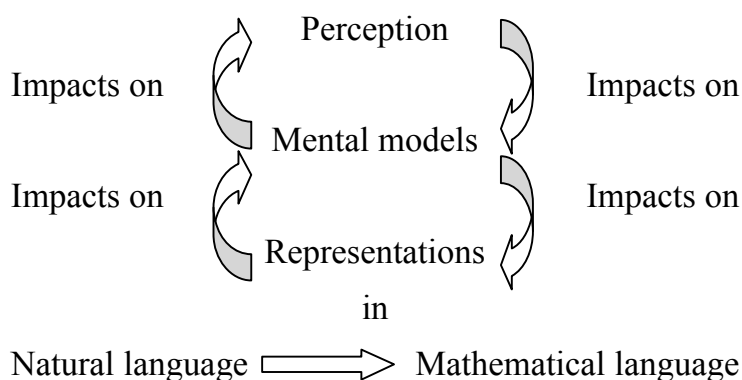 Perception
Impacts on Impacts on
Mental models
Impacts on Impacts on
Representations
in
Natural language Mathematical language